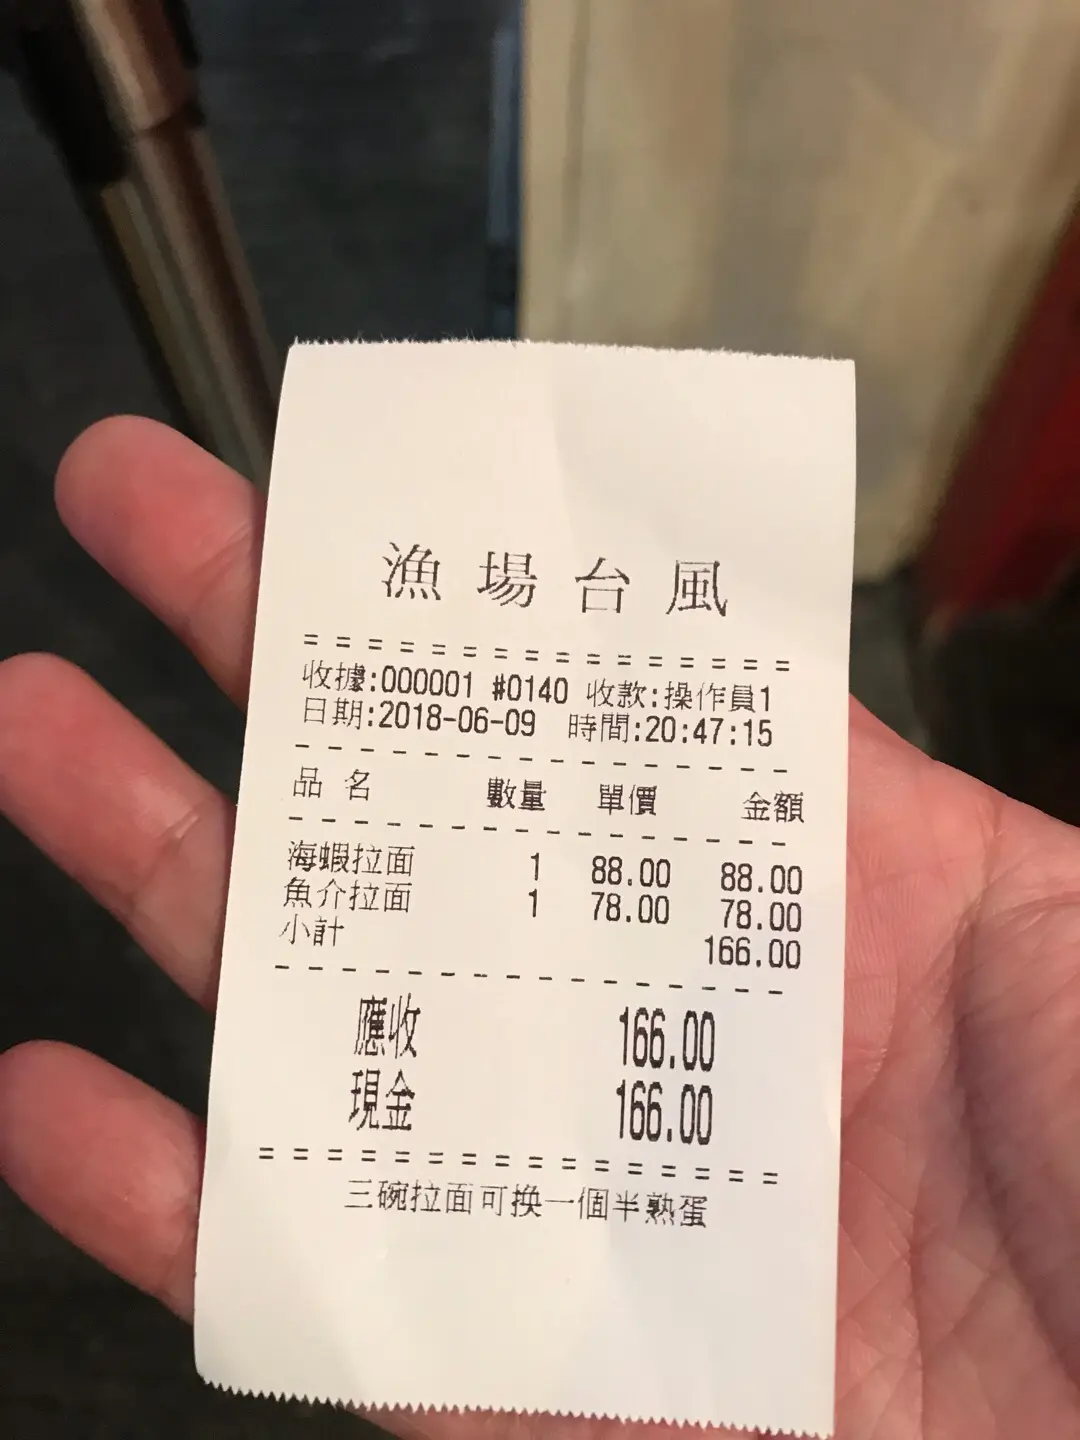 漁場台風
= = = = = = = = = = = = = = = =
收據:000001 #0140 收款:操作員1
日期:2018-06-09 時間:20:47:15
- - - - - - - - - - - - - - - -
品名 數量 單價 金額
- - - - - - - - - - - - - - - -
海蝦拉面 1 88.00 88.00
魚介拉面 1 78.00 78.00
小計 166.00
- - - - - - - - - - - - - - - -
應收 166.00
現金 166.00
= = = = = = = = = = = = = = = =
三碗拉面可換一個半熟蛋